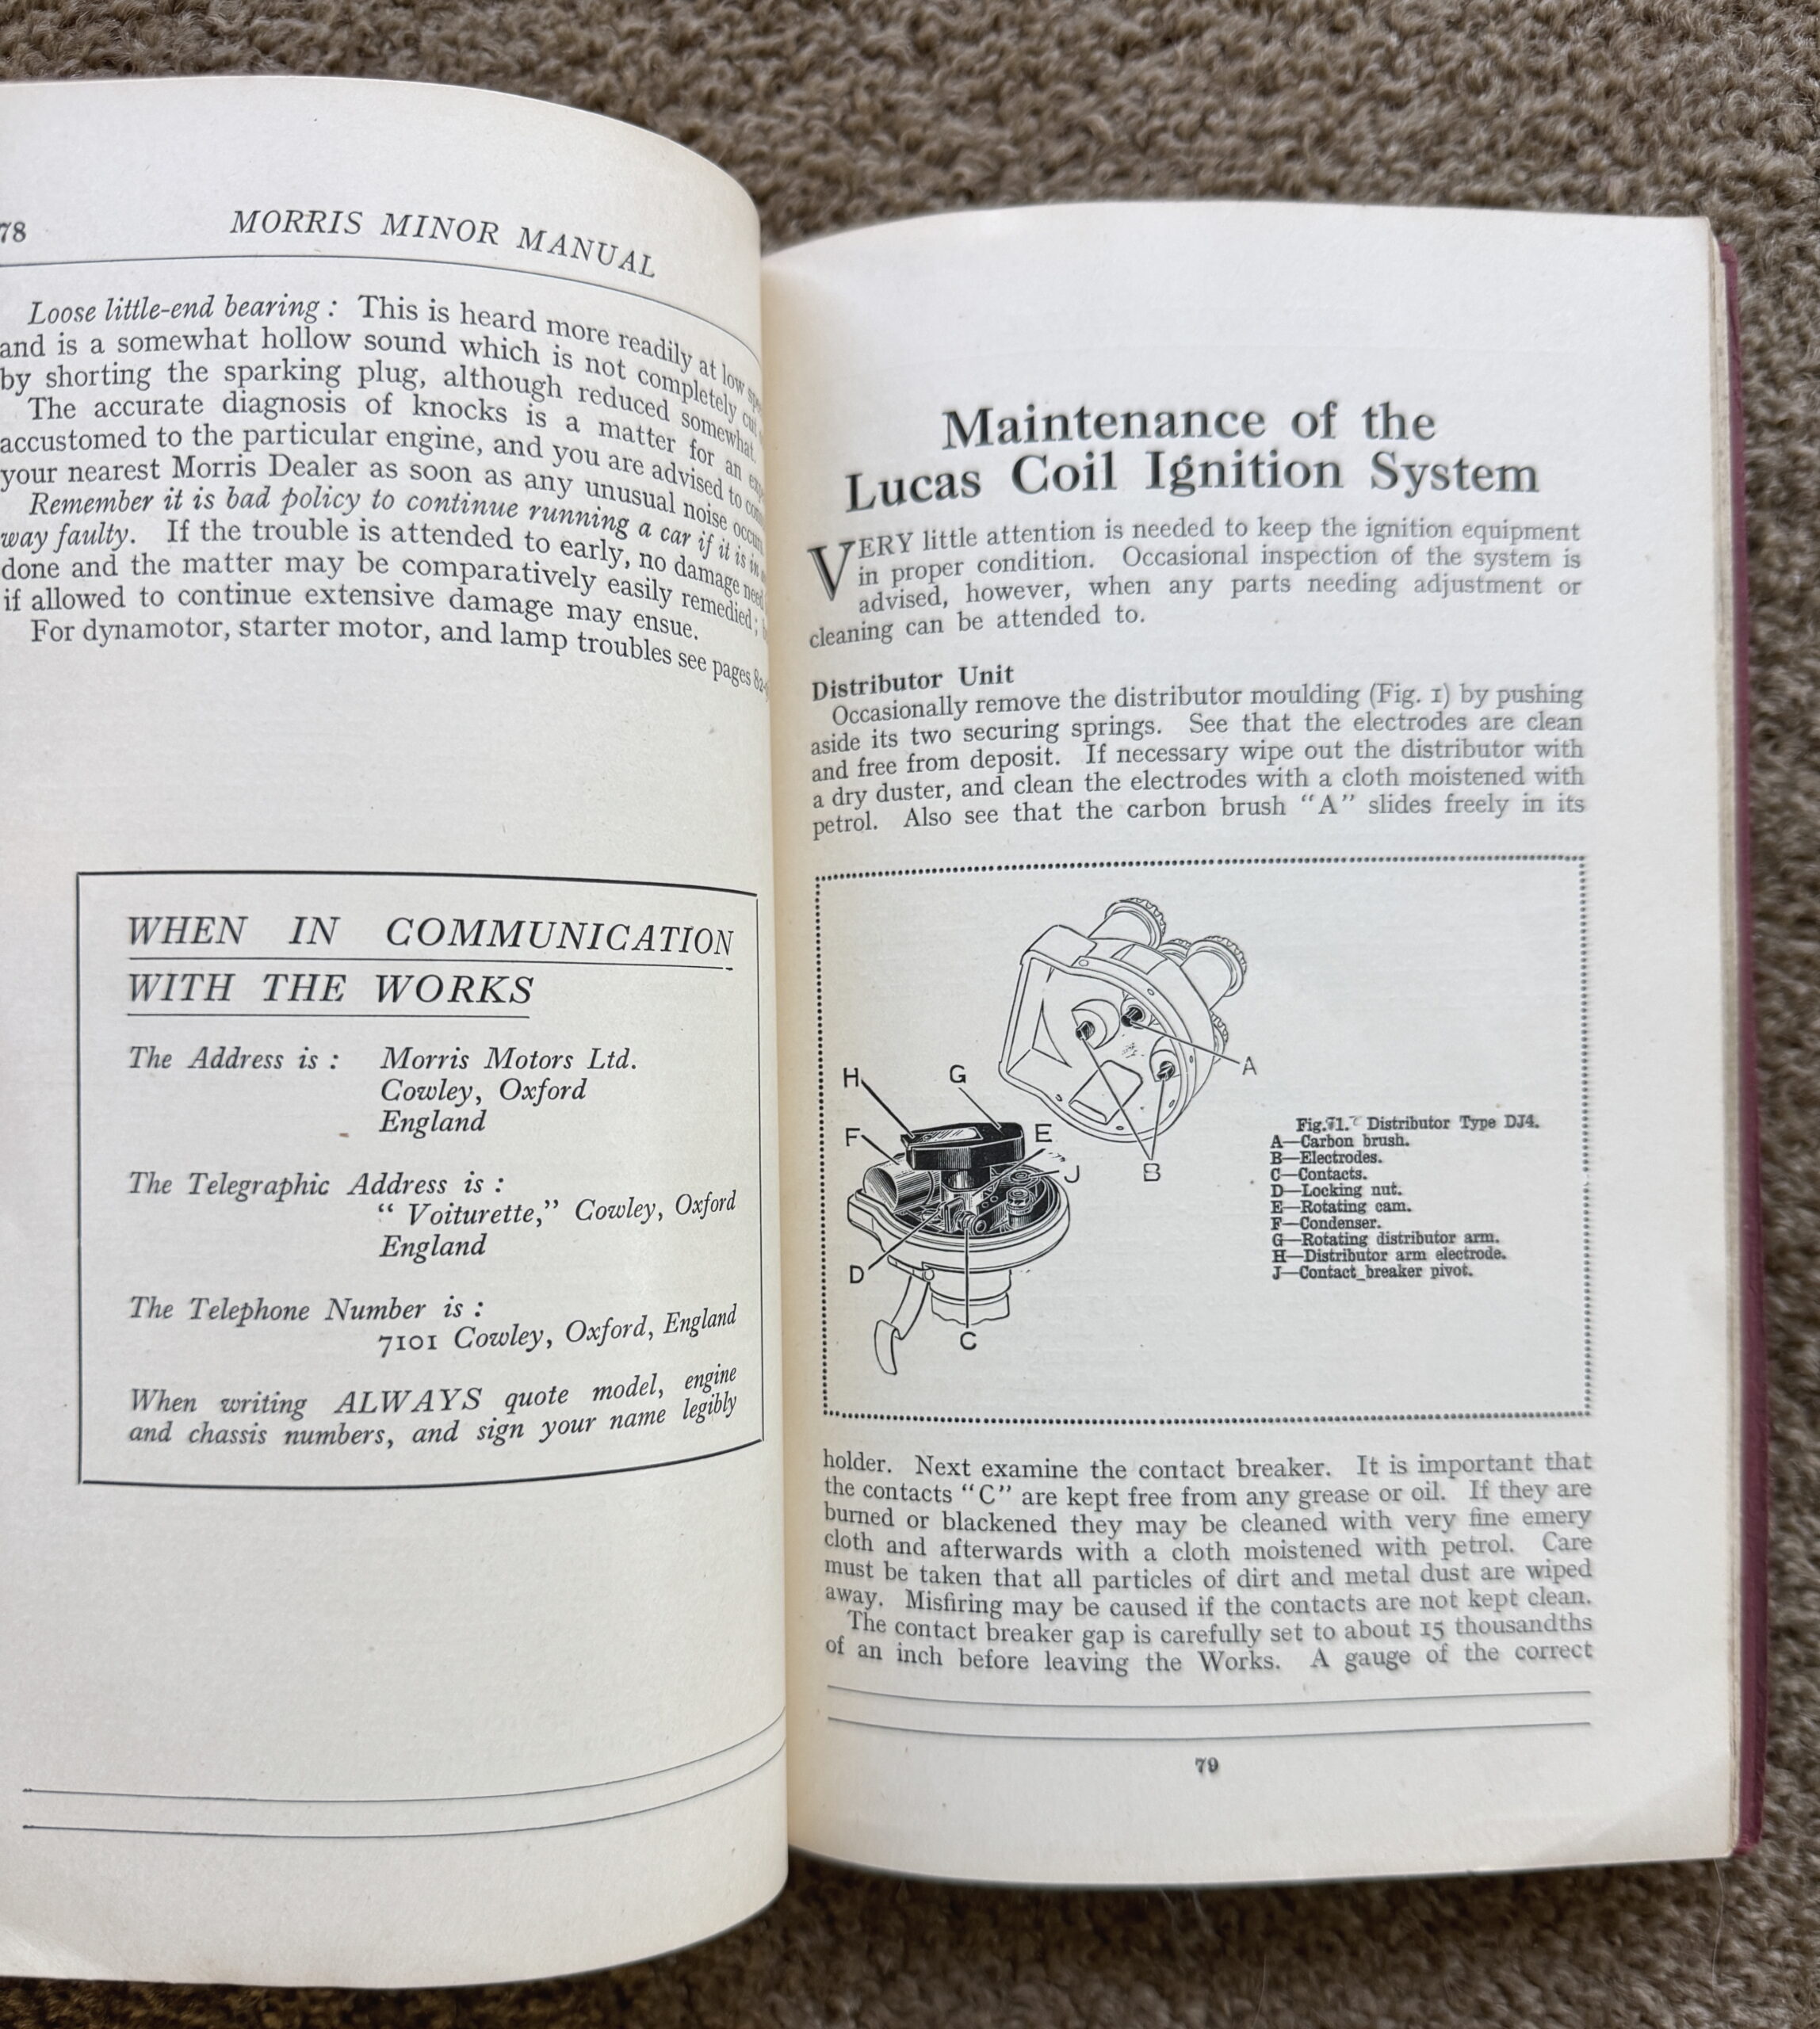 78
MORRIS MINOR MANUAL
Loose little-end bearing : This is heard more readily at low
and is a somewhat hollow sound which is not completely cut
by shorting the sparking plug, although reduced somewhat.
The accurate diagnosis of knocks is a matter for an
accustomed to the particular engine, and you are advised to
your nearest Morris Dealer as soon as any unusual noise
Remember it is bad policy to continue running a car if it is in
way faulty. If the trouble is attended to early, no damage need
done and the matter may be comparatively easily remedied;
if allowed to continue extensive damage may ensue.
For dynamotor, starter motor, and lamp troubles see pages
WHEN IN COMMUNICATION
WITH THE WORKS
The Address is : Morris Motors Ltd.
Cowley, Oxford
England
The Telegraphic Address is :
“ Voiturette,” Cowley, Oxford
England
The Telephone Number is :
7101 Cowley, Oxford, England
When writing ALWAYS quote model, engine
and chassis numbers, and sign your name legibly
Maintenance of the
Lucas Coil Ignition System
VERY little attention is needed to keep the ignition equipment
in proper condition. Occasional inspection of the system is
advised, however, when any parts needing adjustment or
cleaning can be attended to.
Distributor Unit
Occasionally remove the distributor moulding (Fig. 1) by pushing
aside its two securing springs. See that the electrodes are clean
and free from deposit. If necessary wipe out the distributor with
a dry duster, and clean the electrodes with a cloth moistened with
petrol. Also see that the carbon brush “A” slides freely in its
A
H
G
F
E
J
B
D
C
Fig. 1. Distributor Type DJ4.
A—Carbon brush.
B—Electrodes.
C—Contacts.
D—Locking nut.
E—Rotating cam.
F—Condenser.
G—Rotating distributor arm.
H—Distributor arm electrode.
J—Contact breaker pivot.
holder. Next examine the contact breaker. It is important that
the contacts “C” are kept free from any grease or oil. If they are
burned or blackened they may be cleaned with very fine emery
cloth and afterwards with a cloth moistened with petrol. Care
must be taken that all particles of dirt and metal dust are wiped
away. Misfiring may be caused if the contacts are not kept clean.
The contact breaker gap is carefully set to about 15 thousandths
of an inch before leaving the Works. A gauge of the correct
79